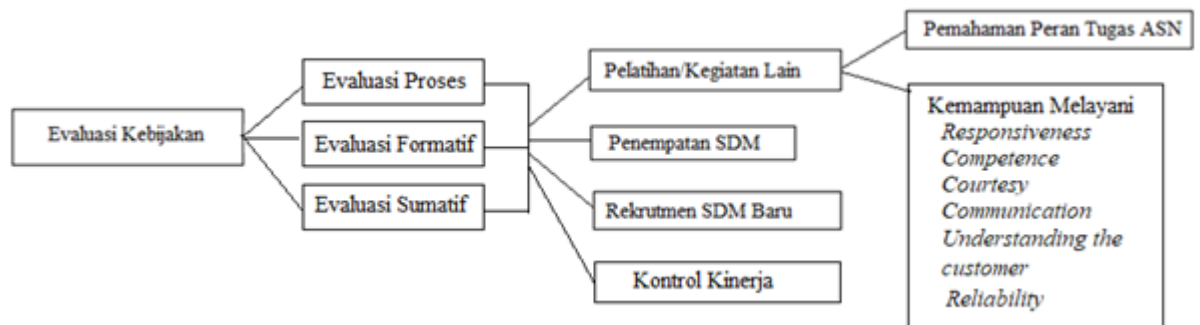 Evaluasi Kebijakan
Evaluasi Proses
Evaluasi Formatif
Evaluasi Sumatif
Pelatihan/Kegiatan Lain
Penempatan SDM
Rekrutmen SDM Baru
Kontrol Kinerja
Pemahaman Peran Tugas ASN
Kemampuan Melayani
Responsiveness
Competence
Courtesy
Communication
Understanding the
customer
Reliability